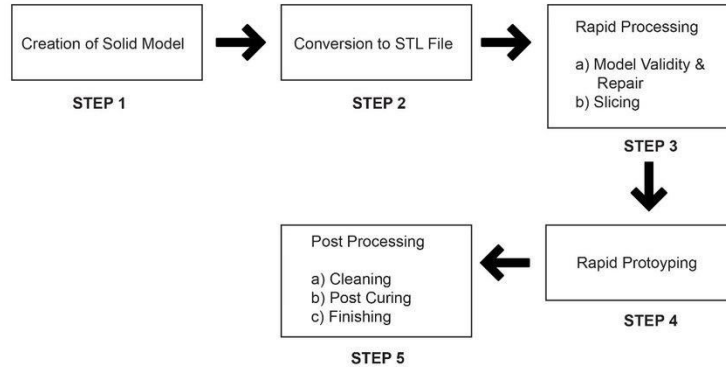 Creation of Solid Model
STEP 1
Conversion to STL File
STEP 2
Rapid Processing
a) Model Validity &
Repair
b) Slicing
STEP 3
Rapid Protoyping
STEP 4
Post Processing
a) Cleaning
b) Post Curing
c) Finishing
STEP 5